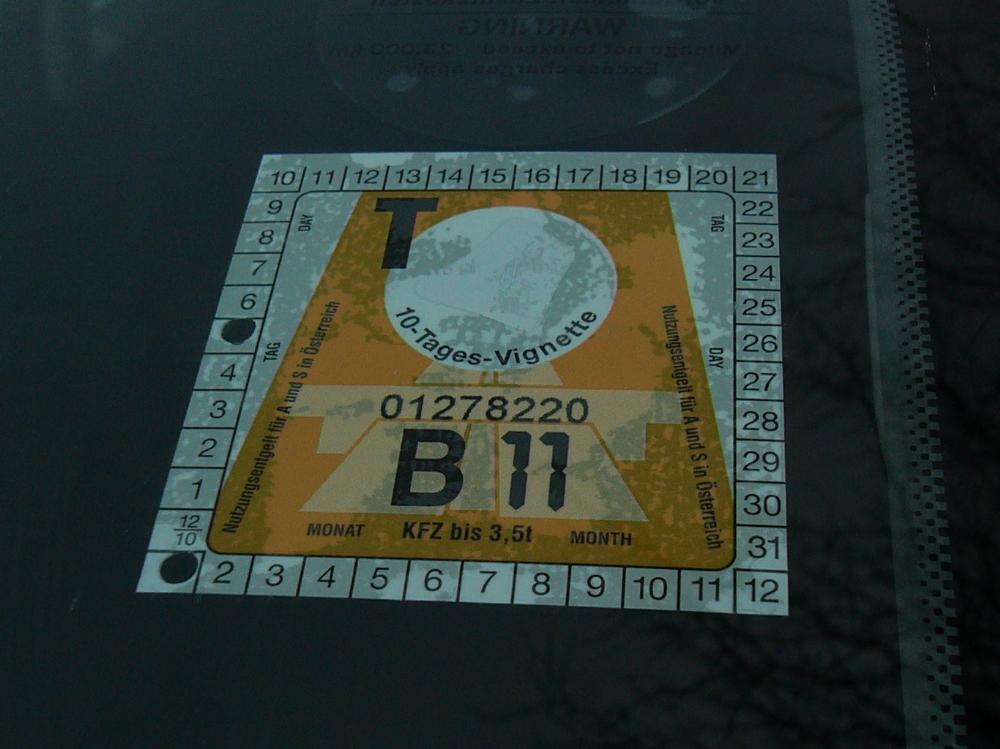 WARNING
Mileage not to exceed 23,000 km
Excess charges apply
10 11 12 13 14 15 16 17 18 19 20 21
9 DAY T TAG 22
8 23
7 24
6 25
10-Tages-Vignette
26
TAG DAY
4 27
Nutzungsentgelt für A und S in Österreich
Nutzungsentgelt für A und S in Österreich
3 01278220 28
2 B 11 29
1 30
12/10 MONAT KFZ bis 3,5t MONTH 31
2 3 4 5 6 7 8 9 10 11 12